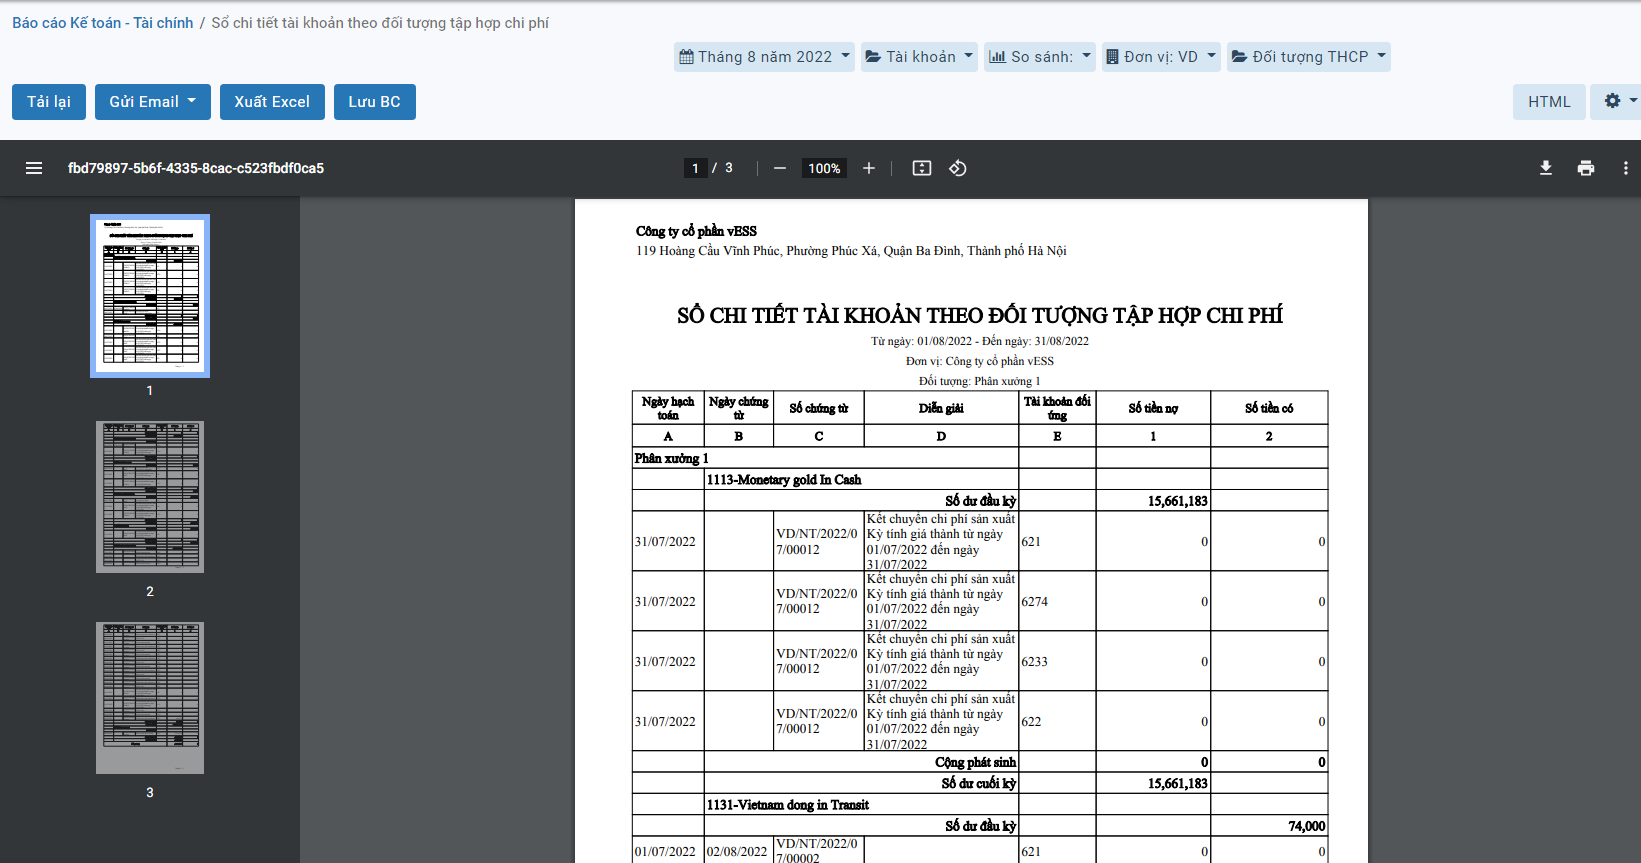 Báo cáo Kế toán - Tài chính / Sổ chi tiết tài khoản theo đối tượng tập hợp chi phí
Tháng 8 năm 2022 Tài khoản So sánh: Đơn vị: VD Đối tượng THCP
Tải lại Gửi Email Xuất Excel Lưu BC HTML
fbd79897-5b6f-4335-8cac-c523fbdf0ca5 1 / 3 100%
1
2
3
Công ty cổ phần vESS
119 Hoàng Cầu Vĩnh Phúc, Phường Phúc Xá, Quận Ba Đình, Thành phố Hà Nội
SỔ CHI TIẾT TÀI KHOẢN THEO ĐỐI TƯỢNG TẬP HỢP CHI PHÍ
Từ ngày: 01/08/2022 - Đến ngày: 31/08/2022
Đơn vị: Công ty cổ phần vESS
Đối tượng: Phân xưởng 1
Ngày hạch toán Ngày chứng từ Số chứng từ Diễn giải Tài khoản đối ứng Số tiền nợ Số tiền có
A B C D E 1 2
Phân xưởng 1
1113-Monetary gold In Cash
Số dư đầu kỳ 15,661,183
31/07/2022 VD/NT/2022/07/00012 Kết chuyển chi phí sản xuất Kỳ tính giá thành từ ngày 01/07/2022 đến ngày 31/07/2022 621 0 0
31/07/2022 VD/NT/2022/07/00012 Kết chuyển chi phí sản xuất Kỳ tính giá thành từ ngày 01/07/2022 đến ngày 31/07/2022 6274 0 0
31/07/2022 VD/NT/2022/07/00012 Kết chuyển chi phí sản xuất Kỳ tính giá thành từ ngày 01/07/2022 đến ngày 31/07/2022 6233 0 0
31/07/2022 VD/NT/2022/07/00012 Kết chuyển chi phí sản xuất Kỳ tính giá thành từ ngày 01/07/2022 đến ngày 31/07/2022 622 0 0
Cộng phát sinh 0 0
Số dư cuối kỳ 15,661,183
1131-Vietnam dong in Transit
Số dư đầu kỳ 74,000
01/07/2022 02/08/2022 VD/NT/2022/07/00002 621 0 0